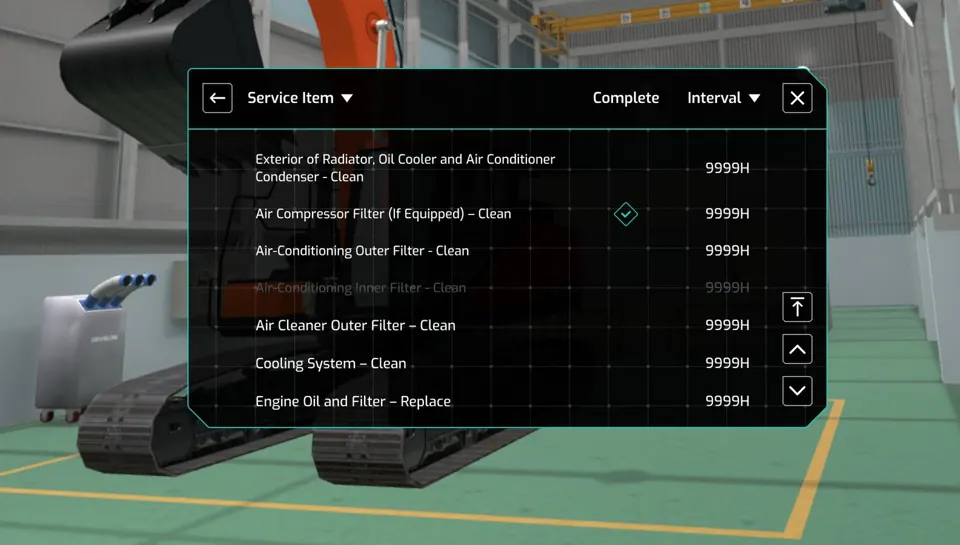 Service Item
Complete
Interval
Exterior of Radiator, Oil Cooler and Air Conditioner
Condenser - Clean
9999H
Air Compressor Filter (If Equipped) – Clean
9999H
Air-Conditioning Outer Filter - Clean
9999H
Air-Conditioning Inner Filter - Clean
9999H
Air Cleaner Outer Filter – Clean
9999H
Cooling System – Clean
9999H
Engine Oil and Filter – Replace
9999H